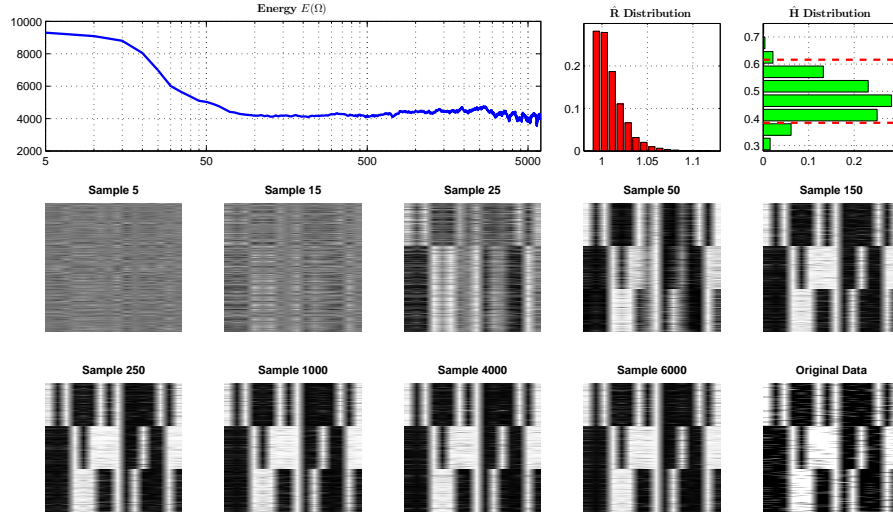 Energy E(Ω)
10000
8000
6000
4000
2000
5
50
500
5000
R̂ Distribution
0.2
0.1
0
1
1.05
1.1
Ĥ Distribution
0.7
0.6
0.5
0.4
0.3
0
0.1
0.2
Sample 5
Sample 15
Sample 25
Sample 50
Sample 150
Sample 250
Sample 1000
Sample 4000
Sample 6000
Original Data